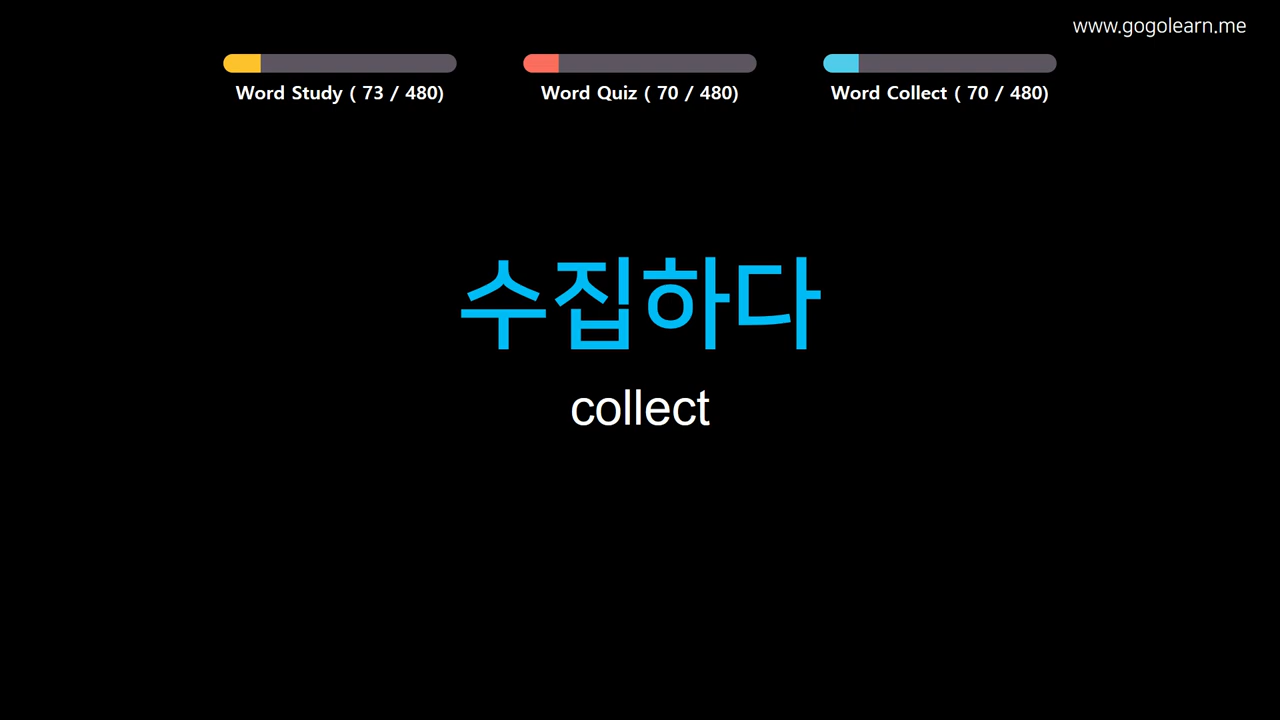 www.gogolearn.me
Word Study ( 73 / 480)
Word Quiz ( 70 / 480)
Word Collect ( 70 / 480)
수집하다
collect